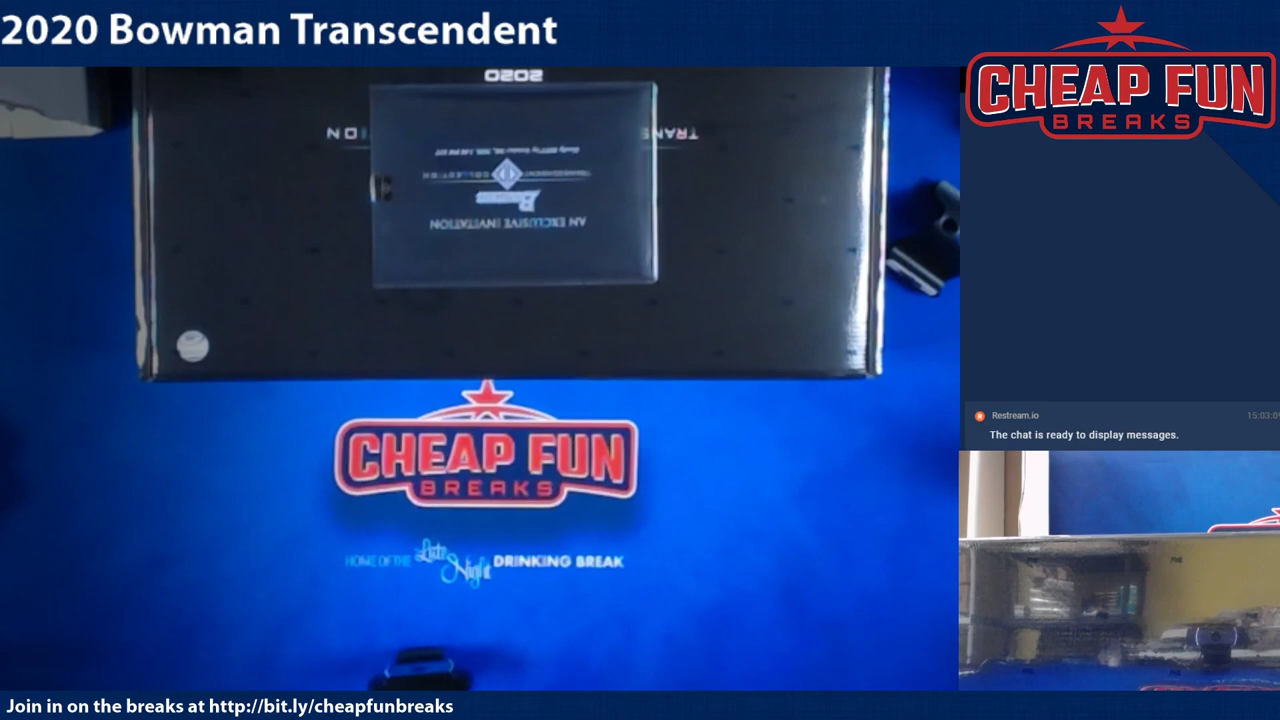 2020 Bowman Transcendent
CHEAP FUN
BREAKS
2020
AN EXCLUSIVE INVITATION
CHEAP FUN
BREAKS
HOME OF THE Late Night DRINKING BREAK
Restream.io
The chat is ready to display messages.
Join in on the breaks at http://bit.ly/cheapfunbreaks